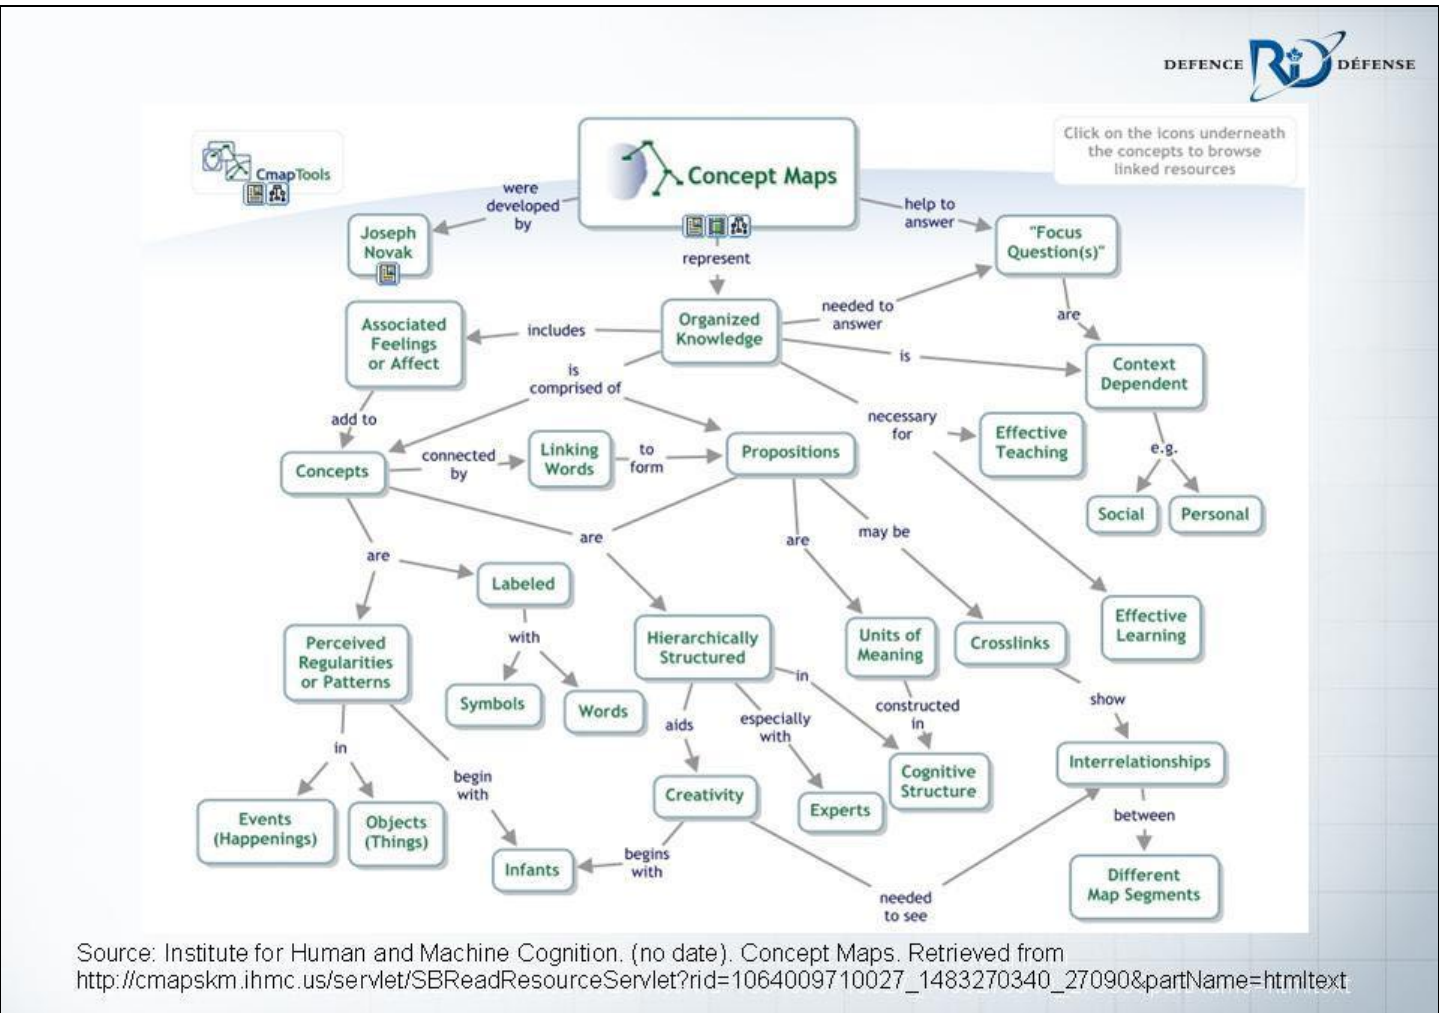 DEFENCE
DÉFENSE
CmapTools
Concept Maps
Click on the icons underneath
the concepts to browse
linked resources
were
developed
by
help to
answer
Joseph
Novak
represent
"Focus
Question(s)"
Associated
Feelings
or Affect
includes
Organized
Knowledge
needed to
answer
are
is
Context
Dependent
is
comprised of
add to
necessary
for
Effective
Teaching
e.g.
Concepts
connected
by
Linking
Words
to
form
Propositions
Social
Personal
are
are
are
may be
Labeled
Perceived
Regularities
or Patterns
with
Symbols
Words
Hierarchically
Structured
Units of
Meaning
Crosslinks
Effective
Learning
in
aids
especially
with
constructed
in
show
in
begin
with
Creativity
Experts
Cognitive
Structure
Interrelationships
Events
(Happenings)
Objects
(Things)
Infants
begins
with
between
needed
to see
Different
Map Segments
Source: Institute for Human and Machine Cognition. (no date). Concept Maps. Retrieved from
http://cmapskm.ihmc.us/servlet/SBReadResourceServlet?rid=1064009710027_1483270340_27090&partName=htmltext